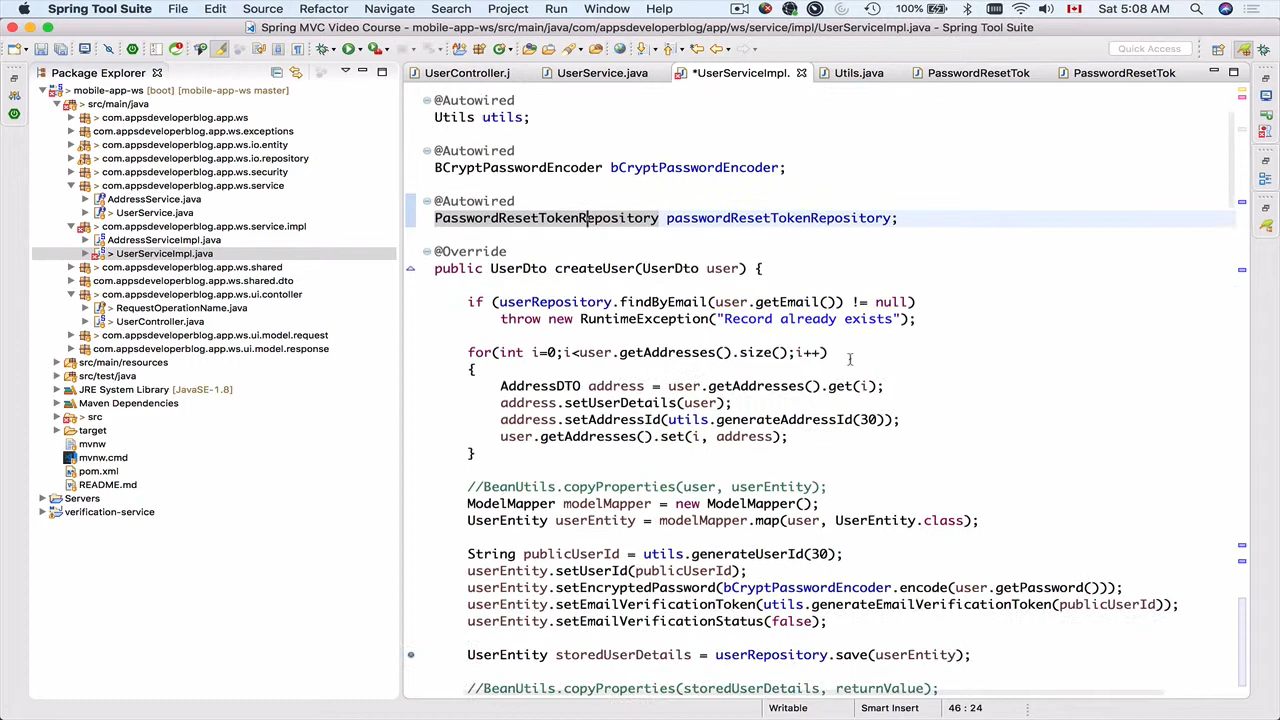 Spring Tool Suite File Edit Source Refactor Navigate Search Project Run Window Help 100% Sat 5:08 AM
Spring MVC Video Course - mobile-app-ws/src/main/java/com/appsdeveloperblog/app/ws/service/impl/UserServiceImpl.java - Spring Tool Suite
Quick Access
Package Explorer
UserController.j UserService.java *UserServiceImpl. Utils.java PasswordResetTok PasswordResetTok
> mobile-app-ws [boot] [mobile-app-ws master]
> src/main/java
> com.appsdeveloperblog.app.ws
com.appsdeveloperblog.app.ws.exceptions
> com.appsdeveloperblog.app.ws.io.entity
> com.appsdeveloperblog.app.ws.io.repository
> com.appsdeveloperblog.app.ws.security
> com.appsdeveloperblog.app.ws.service
AddressService.java
> UserService.java
> com.appsdeveloperblog.app.ws.service.impl
AddressServiceImpl.java
> UserServiceImpl.java
> com.appsdeveloperblog.app.ws.shared
com.appsdeveloperblog.app.ws.shared.dto
> com.appsdeveloperblog.app.ws.ui.contoller
> RequestOperationName.java
> UserController.java
> com.appsdeveloperblog.app.ws.ui.model.request
> com.appsdeveloperblog.app.ws.ui.model.response
src/main/resources
src/test/java
JRE System Library [JavaSE-1.8]
Maven Dependencies
> src
target
mvnw
mvnw.cmd
pom.xml
README.md
Servers
verification-service
@Autowired
Utils utils;
@Autowired
BCryptPasswordEncoder bCryptPasswordEncoder;
@Autowired
PasswordResetTokenRepository passwordResetTokenRepository;
@Override
public UserDto createUser(UserDto user) {
if (userRepository.findByEmail(user.getEmail()) != null)
throw new RuntimeException("Record already exists");
for(int i=0;i<user.getAddresses().size();i++)
{
AddressDTO address = user.getAddresses().get(i);
address.setUserDetails(user);
address.setAddressId(utils.generateAddressId(30));
user.getAddresses().set(i, address);
}
//BeanUtils.copyProperties(user, userEntity);
ModelMapper modelMapper = new ModelMapper();
UserEntity userEntity = modelMapper.map(user, UserEntity.class);
String publicUserId = utils.generateUserId(30);
userEntity.setUserId(publicUserId);
userEntity.setEncryptedPassword(bCryptPasswordEncoder.encode(user.getPassword()));
userEntity.setEmailVerificationToken(utils.generateEmailVerificationToken(publicUserId));
userEntity.setEmailVerificationStatus(false);
UserEntity storedUserDetails = userRepository.save(userEntity);
//BeanUtils.copyProperties(storedUserDetails, returnValue);
Writable Smart Insert 46 : 24